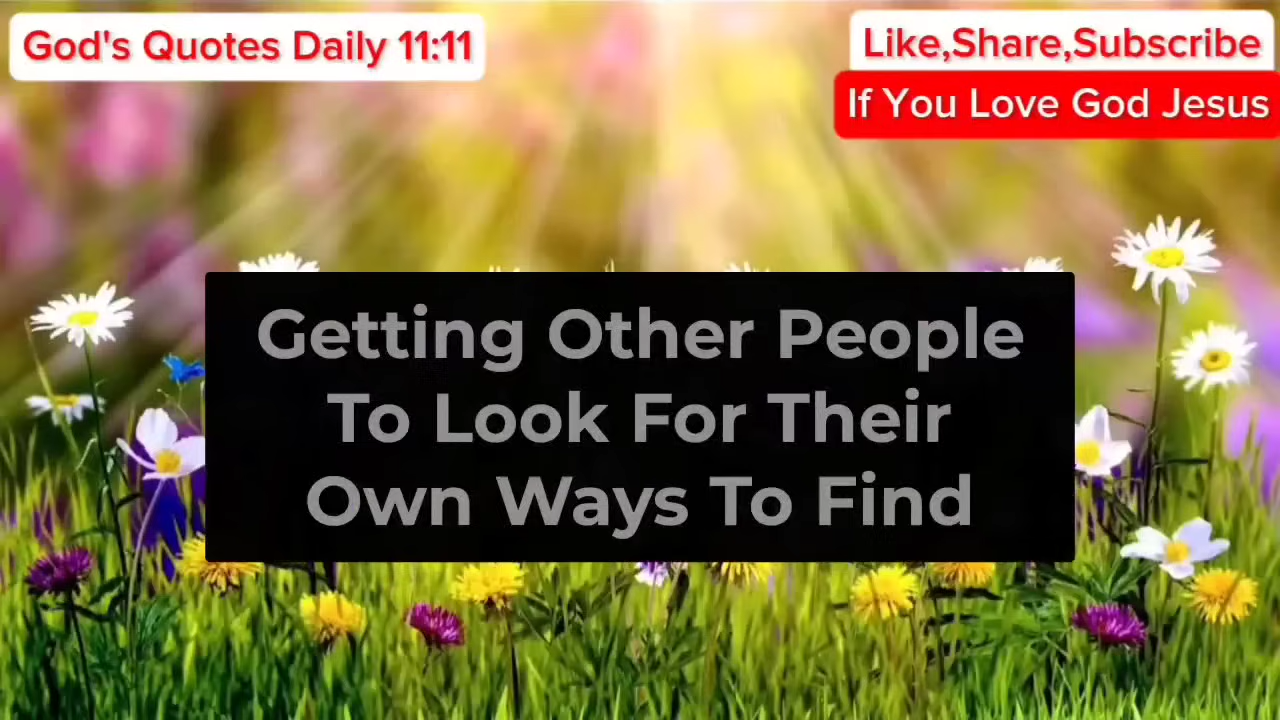 God's Quotes Daily 11:11
Like,Share,Subscribe
If You Love God Jesus
Getting Other People
To Look For Their
Own Ways To Find